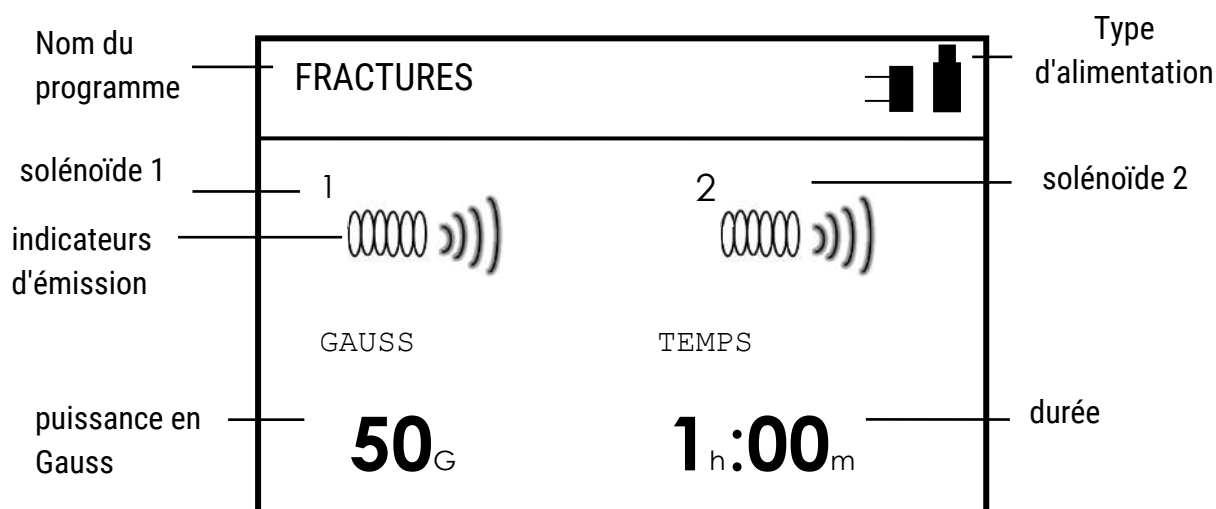 Nom du
programme
FRACTURES
Type
d'alimentation
solénoïde 1
1
2
solénoïde 2
indicateurs
d'émission
GAUSS
TEMPS
puissance en
Gauss
50G
1h:00m
durée